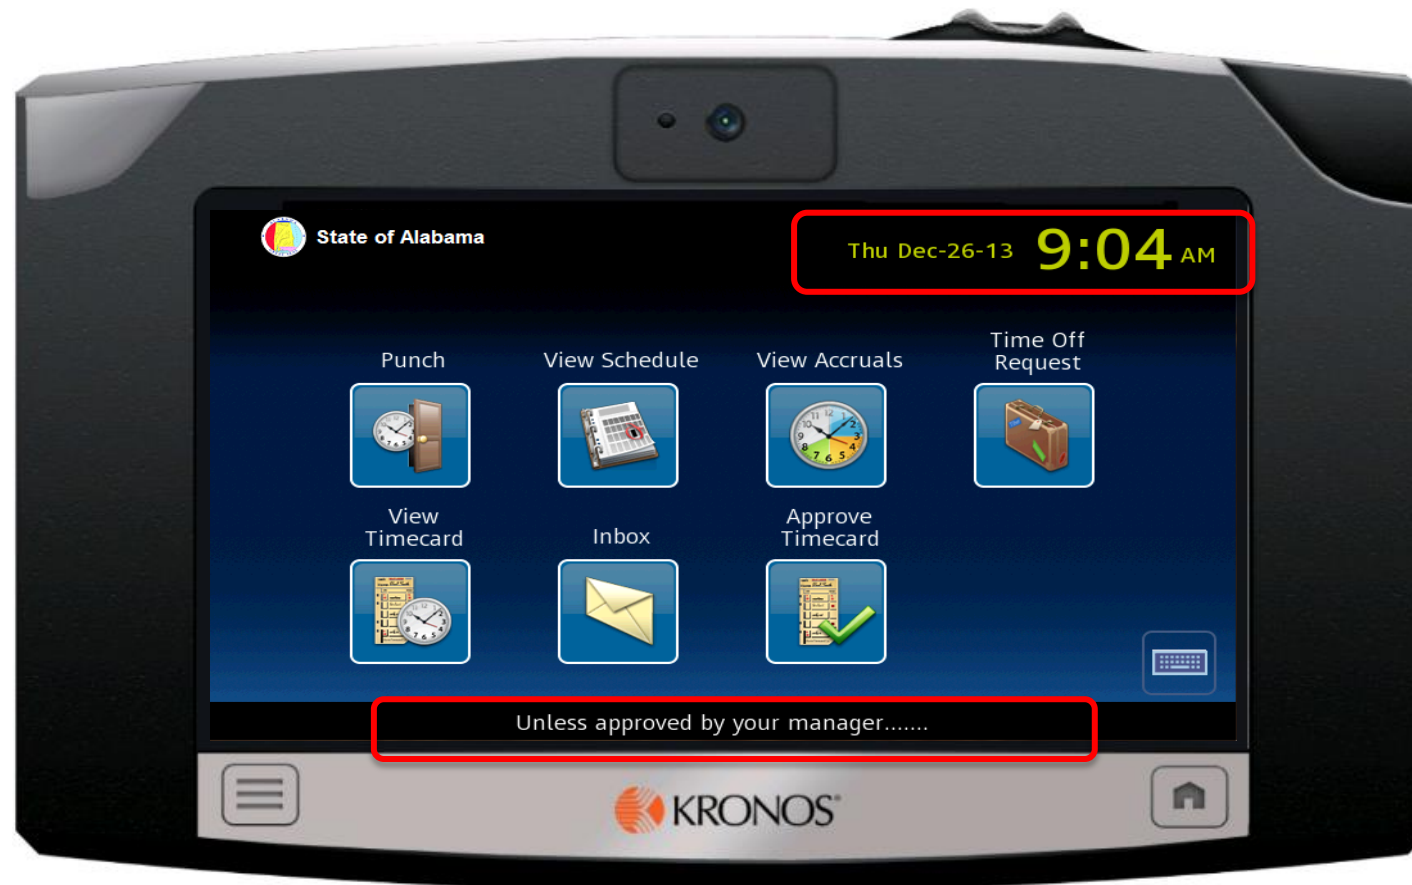 State of Alabama
Thu Dec-26-13 9:04 AM
Punch
View Schedule
View Accruals
Time Off
Request
View
Timecard
Inbox
Approve
Timecard
Unless approved by your manager.......
KRONOS®